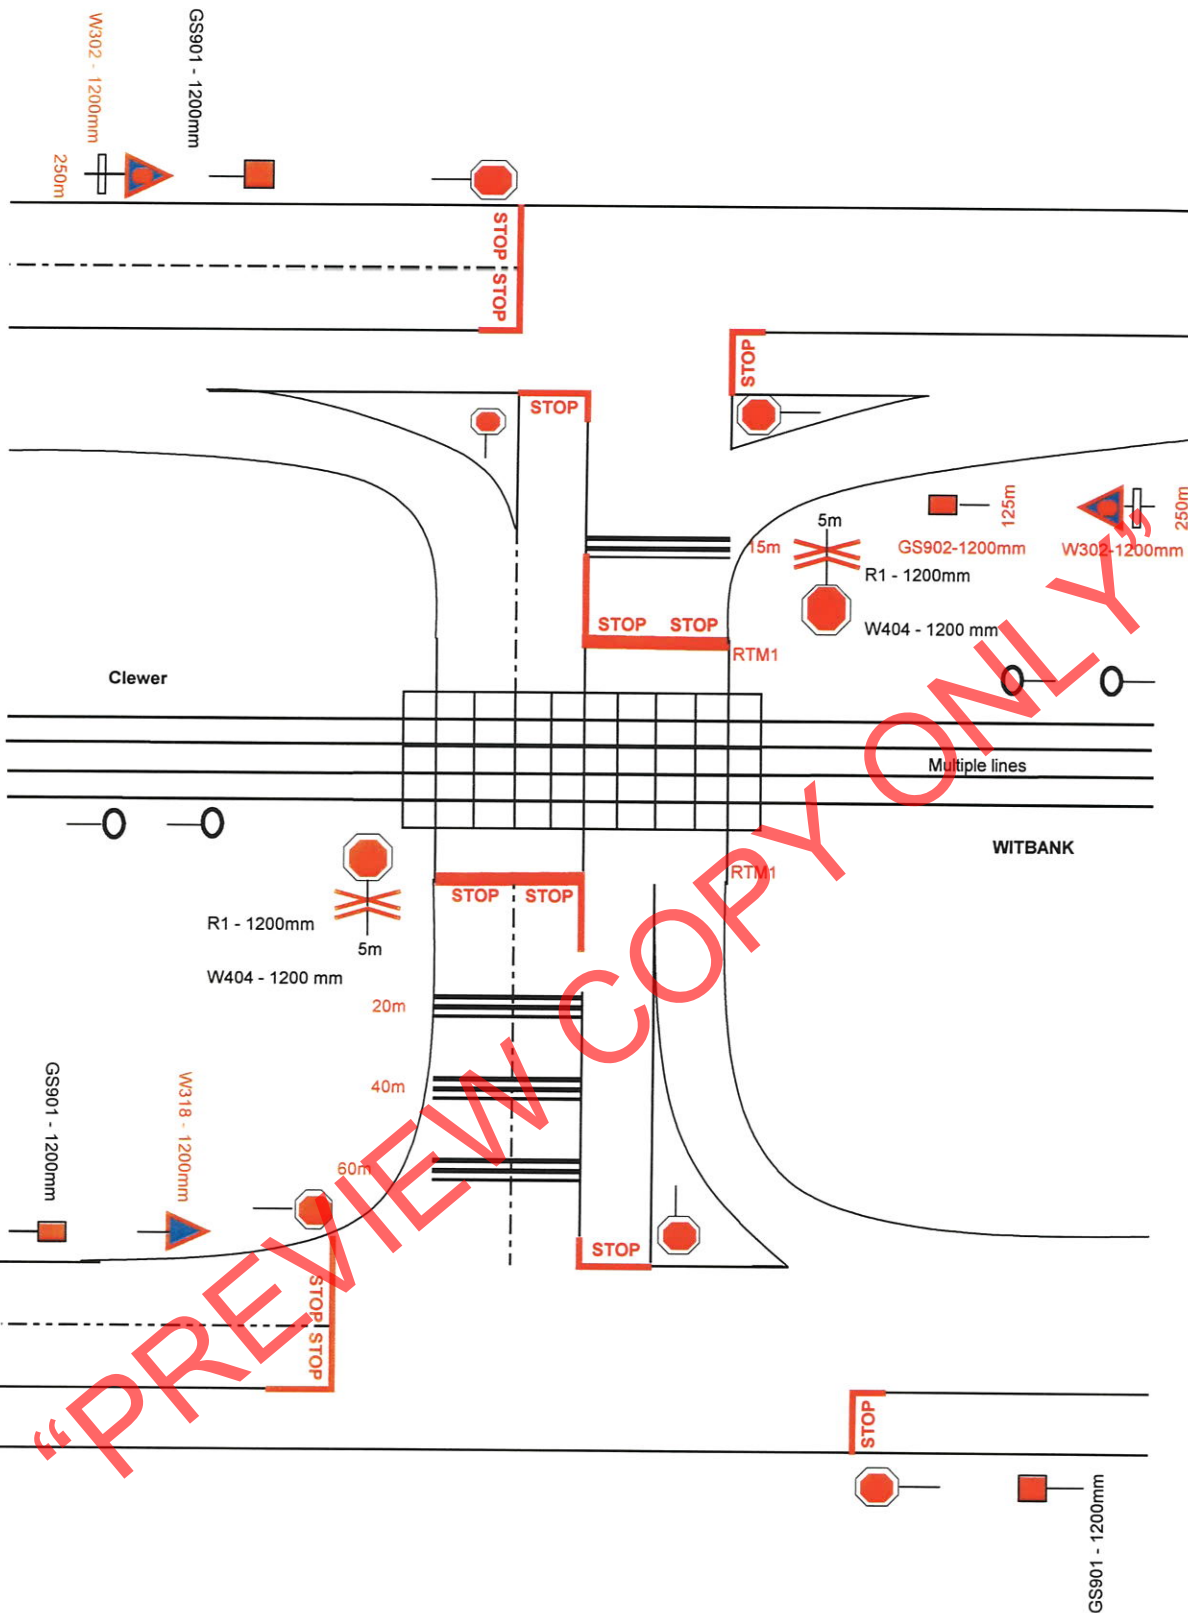 W302 - 1200mm
GS901 - 1200mm
250m
STOP STOP
STOP
STOP
125m
250m
5m
15m
GS902-1200mm
W302-1200mm
R1 - 1200mm
W404 - 1200 mm
STOP STOP
RTM1
Clewer
Multiple lines
WITBANK
RTM1
STOP STOP
R1 - 1200mm
5m
W404 - 1200 mm
20m
40m
GS901 - 1200mm
W318 - 1200mm
60m
STOP
STOP STOP
STOP
GS901 - 1200mm
"PREVIEW COPY ONLY"